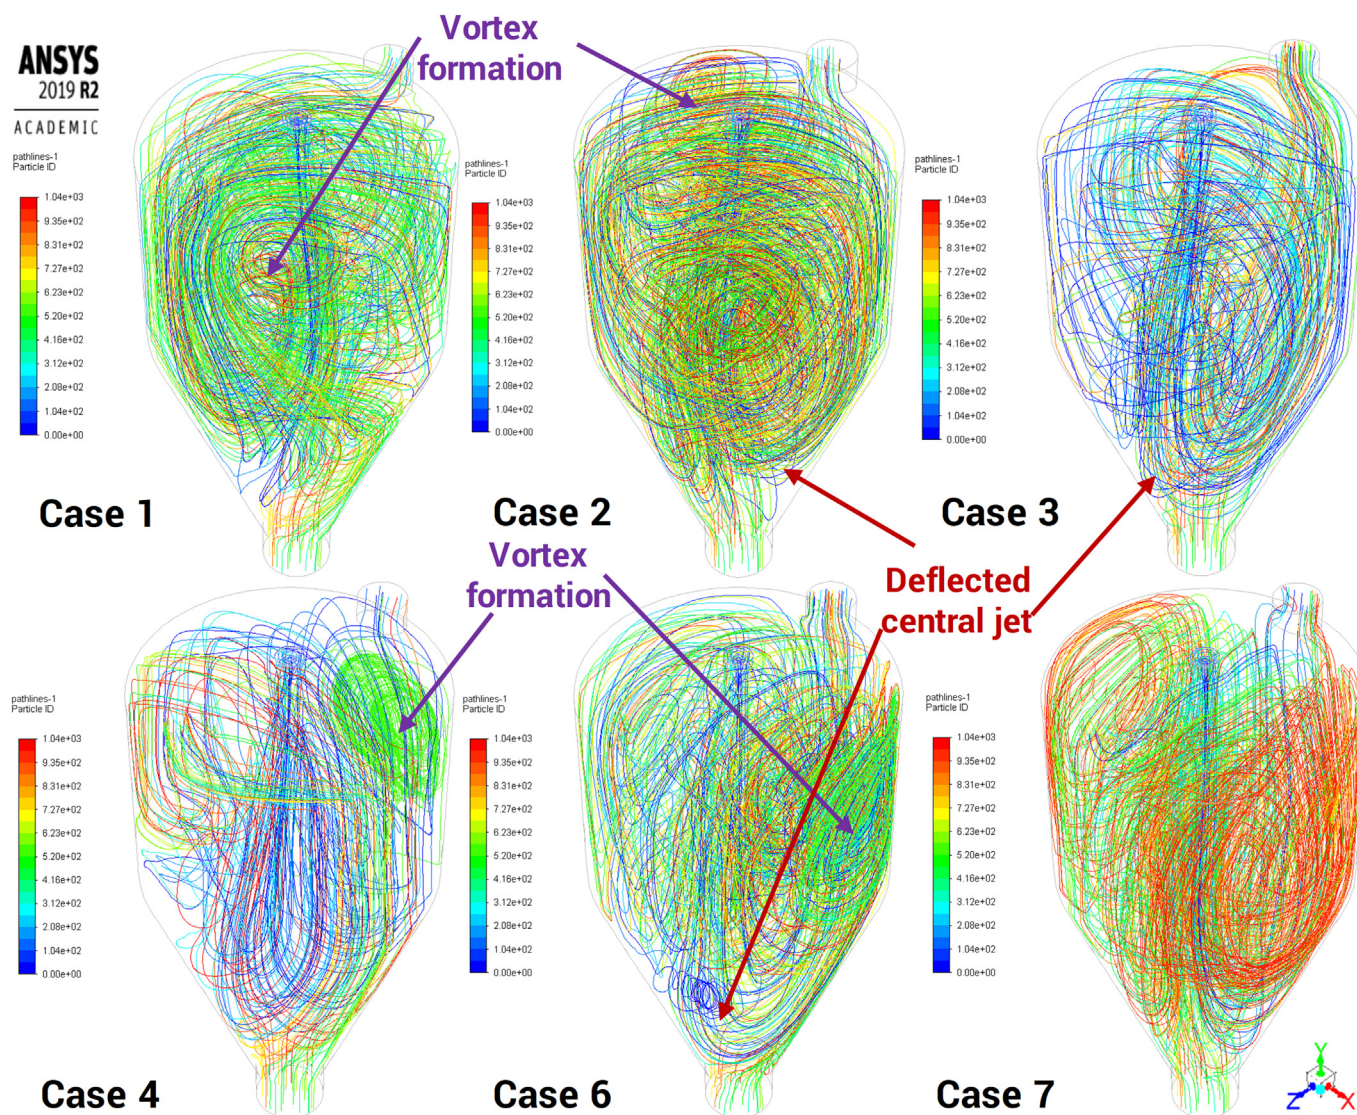 Vortex
formation
ANSYS
2019 R2
ACADEMIC
pathlines-1
Particle ID
1.04e+03
9.35e+02
8.31e+02
7.27e+02
6.23e+02
5.20e+02
4.16e+02
3.12e+02
2.08e+02
1.04e+02
0.00e+00
Case 1
pathlines-1
Particle ID
1.04e+03
9.35e+02
8.31e+02
7.27e+02
6.23e+02
5.20e+02
4.16e+02
3.12e+02
2.08e+02
1.04e+02
0.00e+00
Case 2
pathlines-1
Particle ID
1.04e+03
9.35e+02
8.31e+02
7.27e+02
6.23e+02
5.20e+02
4.16e+02
3.12e+02
2.08e+02
1.04e+02
0.00e+00
Case 3
Vortex
formation
Deflected
central jet
pathlines-1
Particle ID
1.04e+03
9.35e+02
8.31e+02
7.27e+02
6.23e+02
5.20e+02
4.16e+02
3.12e+02
2.08e+02
1.04e+02
0.00e+00
Case 4
pathlines-1
Particle ID
1.04e+03
9.35e+02
8.31e+02
7.27e+02
6.23e+02
5.20e+02
4.16e+02
3.12e+02
2.08e+02
1.04e+02
0.00e+00
Case 6
pathlines-1
Particle ID
1.04e+03
9.35e+02
8.31e+02
7.27e+02
6.23e+02
5.20e+02
4.16e+02
3.12e+02
2.08e+02
1.04e+02
0.00e+00
Case 7
Y
Z
X